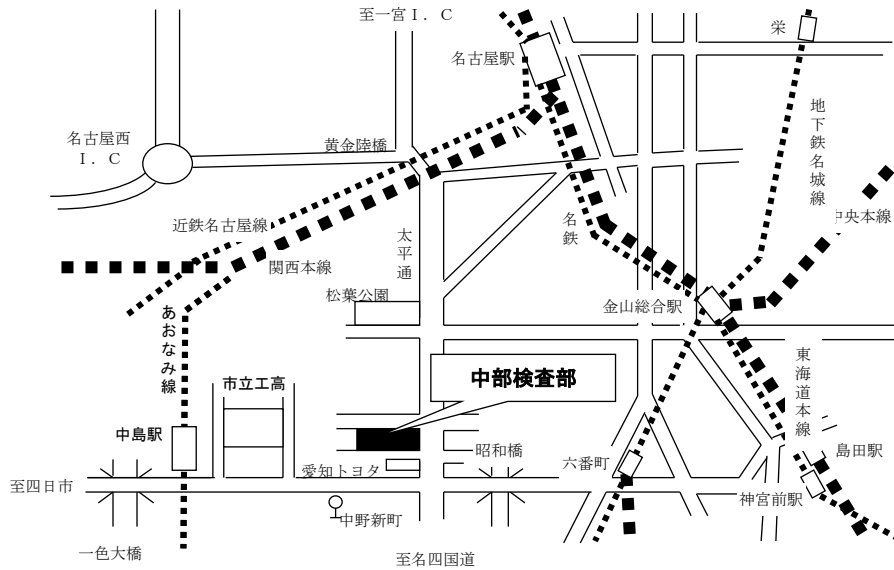 至一宮Ｉ．Ｃ
栄
名古屋駅
地下鉄名城線
名古屋西
Ｉ．Ｃ
黄金陸橋
近鉄名古屋線
太平通
名鉄
中央本線
関西本線
松葉公園
金山総合駅
あおなみ線
東海道本線
中部検査部
市立工高
中島駅
昭和橋
六番町
島田駅
愛知トヨタ
至四日市
神宮前駅
中野新町
一色大橋
至名四国道